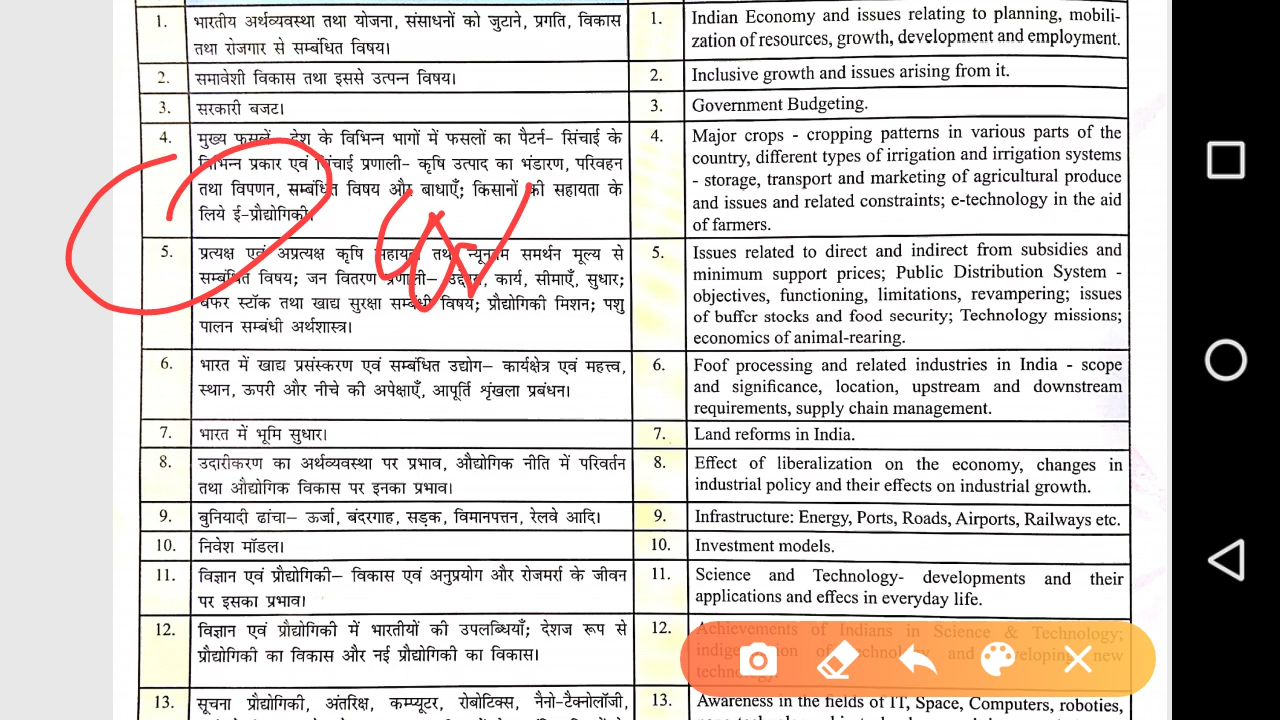 1. भारतीय अर्थव्यवस्था तथा योजना, संसाधनों को जुटाने, प्रगति, विकास
तथा रोजगार से सम्बंधित विषय।
1. Indian Economy and issues relating to planning, mobili-
zation of resources, growth, development and employment.
2. समावेशी विकास तथा इससे उत्पन्न विषय।
2. Inclusive growth and issues arising from it.
3. सरकारी बजट।
3. Government Budgeting.
4. मुख्य फसलें- देश के विभिन्न भागों में फसलों का पैटर्न- सिंचाई के
विभिन्न प्रकार एवं सिंचाई प्रणाली- कृषि उत्पाद का भंडारण, परिवहन
तथा विपणन, सम्बंधित विषय और बाधाएँ; किसानों की सहायता के
लिये ई-प्रौद्योगिकी।
4. Major crops - cropping patterns in various parts of the
country, different types of irrigation and irrigation systems
- storage, transport and marketing of agricultural produce
and issues and related constraints; e-technology in the aid
of farmers.
5. प्रत्यक्ष एवं अप्रत्यक्ष कृषि सहायता तथा न्यूनतम समर्थन मूल्य से
सम्बंधित विषय; जन वितरण प्रणाली- उद्देश्य, कार्य, सीमाएँ, सुधार;
बफर स्टॉक तथा खाद्य सुरक्षा सम्बंधी विषय; प्रौद्योगिकी मिशन; पशु
पालन सम्बंधी अर्थशास्त्र।
5. Issues related to direct and indirect from subsidies and
minimum support prices; Public Distribution System -
objectives, functioning, limitations, revampering; issues
of buffer stocks and food security; Technology missions;
economics of animal-rearing.
6. भारत में खाद्य प्रसंस्करण एवं सम्बंधित उद्योग- कार्यक्षेत्र एवं महत्त्व,
स्थान, ऊपरी और नीचे की अपेक्षाएँ, आपूर्ति शृंखला प्रबंधन।
6. Foof processing and related industries in India - scope
and significance, location, upstream and downstream
requirements, supply chain management.
7. भारत में भूमि सुधार।
7. Land reforms in India.
8. उदारीकरण का अर्थव्यवस्था पर प्रभाव, औद्योगिक नीति में परिवर्तन
तथा औद्योगिक विकास पर इनका प्रभाव।
8. Effect of liberalization on the economy, changes in
industrial policy and their effects on industrial growth.
9. बुनियादी ढांचा- ऊर्जा, बंदरगाह, सड़क, विमानपत्तन, रेलवे आदि।
9. Infrastructure: Energy, Ports, Roads, Airports, Railways etc.
10. निवेश मॉडल।
10. Investment models.
11. विज्ञान एवं प्रौद्योगिकी- विकास एवं अनुप्रयोग और रोजमर्रा के जीवन
पर इसका प्रभाव।
11. Science and Technology- developments and their
applications and effecs in everyday life.
12. विज्ञान एवं प्रौद्योगिकी में भारतीयों की उपलब्धियाँ; देशज रूप से
प्रौद्योगिकी का विकास और नई प्रौद्योगिकी का विकास।
12. Achievements of Indians in Science & Technology;
of and new
13. सूचना प्रौद्योगिकी, अंतरिक्ष, कम्प्यूटर, रोबोटिक्स, नैनो-टैक्नोलॉजी,
13. Awareness in the fields of IT, Space, Computers, roboties,